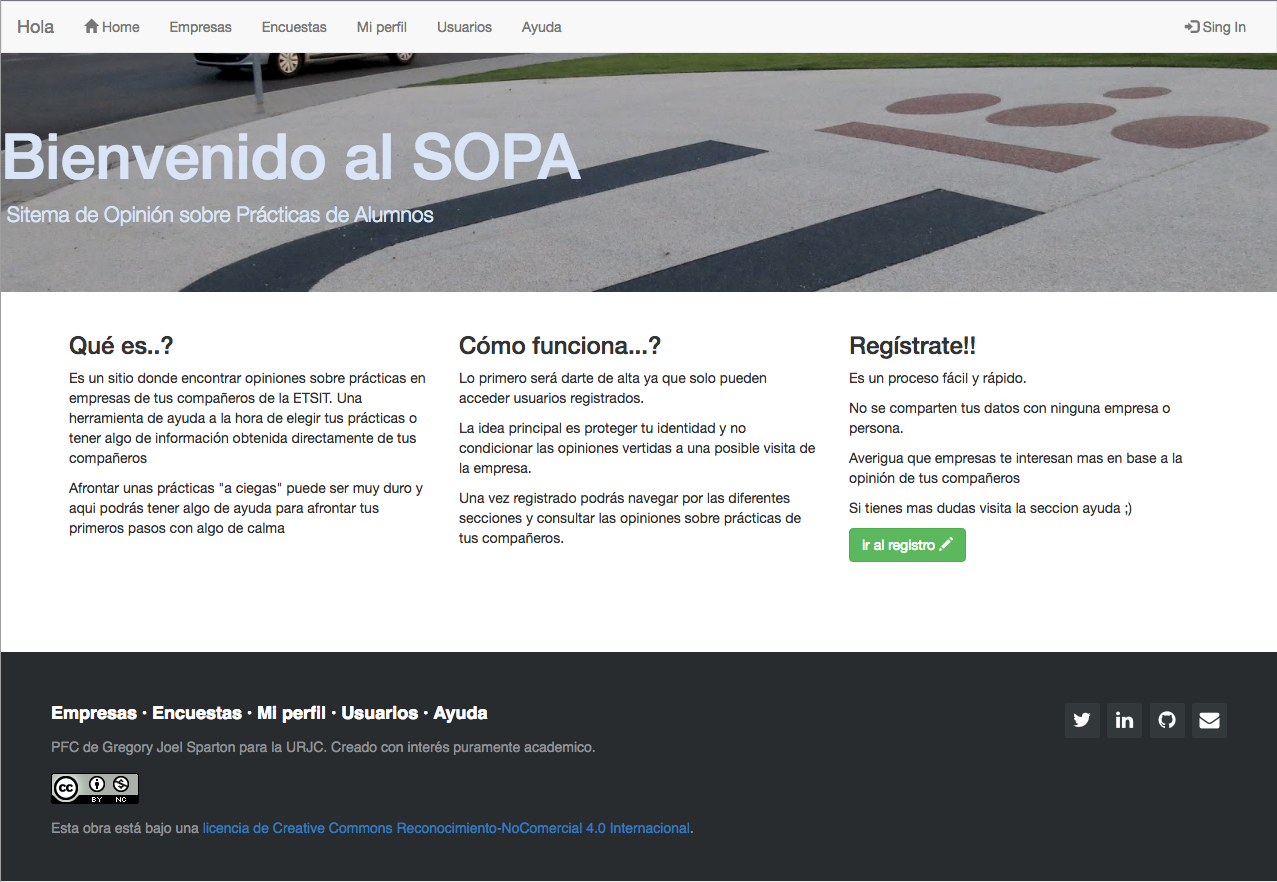 Hola Home Empresas Encuestas Mi perfil Usuarios Ayuda Sing In
Bienvenido al SOPA
Sitema de Opinión sobre Prácticas de Alumnos
Qué es..?
Es un sitio donde encontrar opiniones sobre prácticas en
empresas de tus compañeros de la ETSIT. Una
herramienta de ayuda a la hora de elegir tus prácticas o
tener algo de información obtenida directamente de tus
compañeros
Afrontar unas prácticas "a ciegas" puede ser muy duro y
aqui podrás tener algo de ayuda para afrontar tus
primeros pasos con algo de calma
Cómo funciona...?
Lo primero será darte de alta ya que solo pueden
acceder usuarios registrados.
La idea principal es proteger tu identidad y no
condicionar las opiniones vertidas a una posible visita de
la empresa.
Una vez registrado podrás navegar por las diferentes
secciones y consultar las opiniones sobre prácticas de
tus compañeros.
Regístrate!!
Es un proceso fácil y rápido.
No se comparten tus datos con ninguna empresa o
persona.
Averigua que empresas te interesan mas en base a la
opinión de tus compañeros
Si tienes mas dudas visita la seccion ayuda ;)
ir al registro
Empresas · Encuestas · Mi perfil · Usuarios · Ayuda
PFC de Gregory Joel Sparton para la URJC. Creado con interés puramente academico.
cc BY NC
Esta obra está bajo una licencia de Creative Commons Reconocimiento-NoComercial 4.0 Internacional.